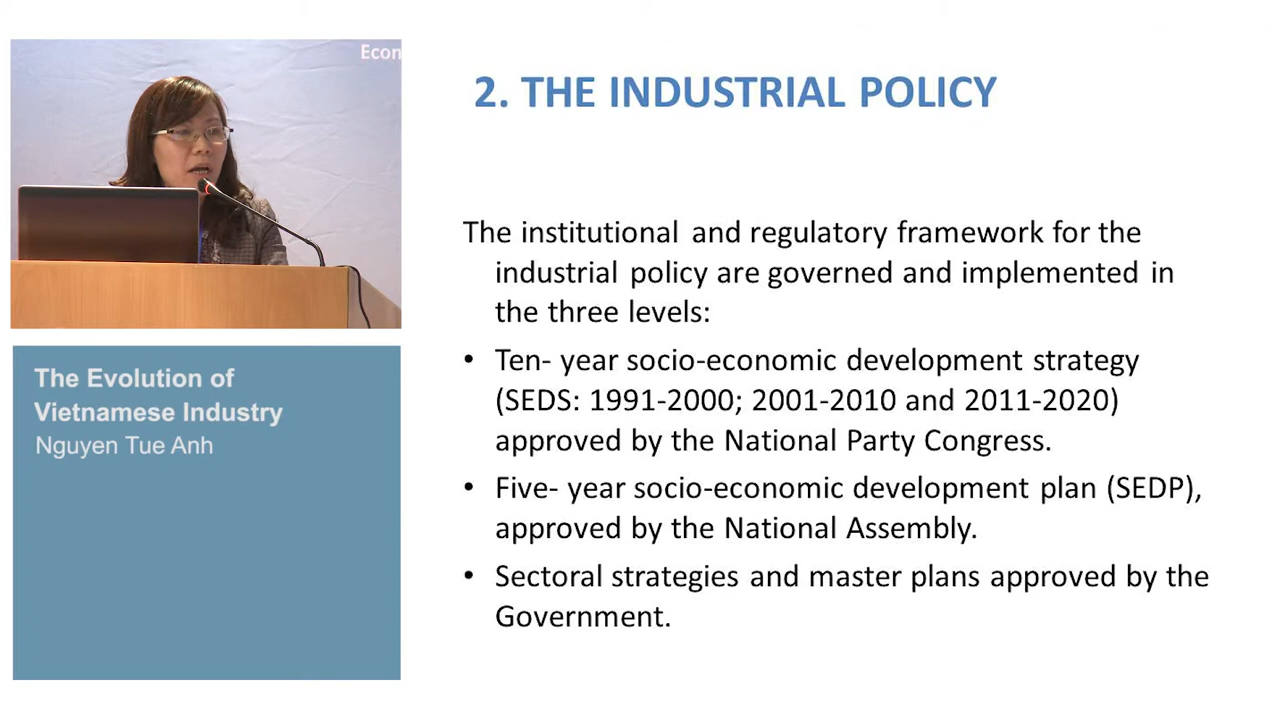 Econ
The Evolution of
Vietnamese Industry
Nguyen Tue Anh
2. THE INDUSTRIAL POLICY
The institutional and regulatory framework for the
industrial policy are governed and implemented in
the three levels:
• Ten- year socio-economic development strategy
(SEDS: 1991-2000; 2001-2010 and 2011-2020)
approved by the National Party Congress.
• Five- year socio-economic development plan (SEDP),
approved by the National Assembly.
• Sectoral strategies and master plans approved by the
Government.